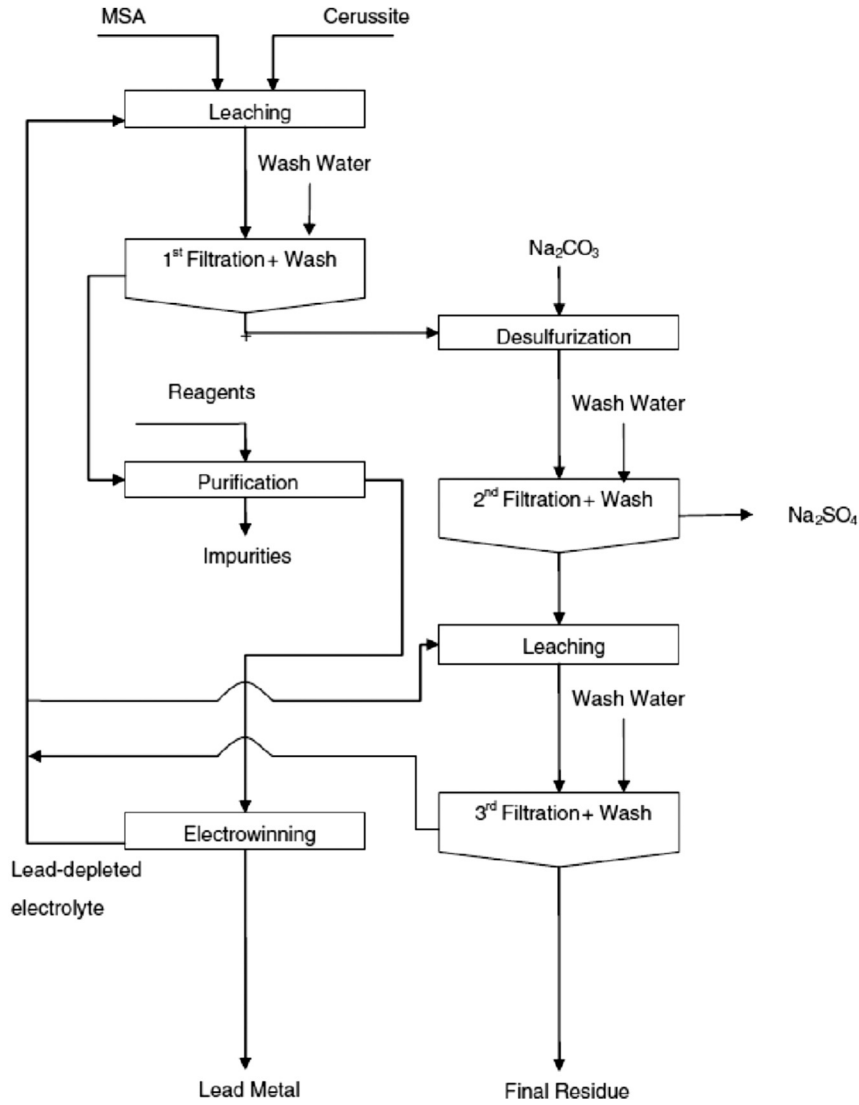 MSA
Cerussite
Leaching
Wash Water
1st Filtration + Wash
Na₂CO₃
Desulfurization
Reagents
Wash Water
Purification
2nd Filtration + Wash
Na₂SO₄
Impurities
Leaching
Wash Water
3rd Filtration + Wash
Electrowinning
Lead-depleted
electrolyte
Lead Metal
Final Residue